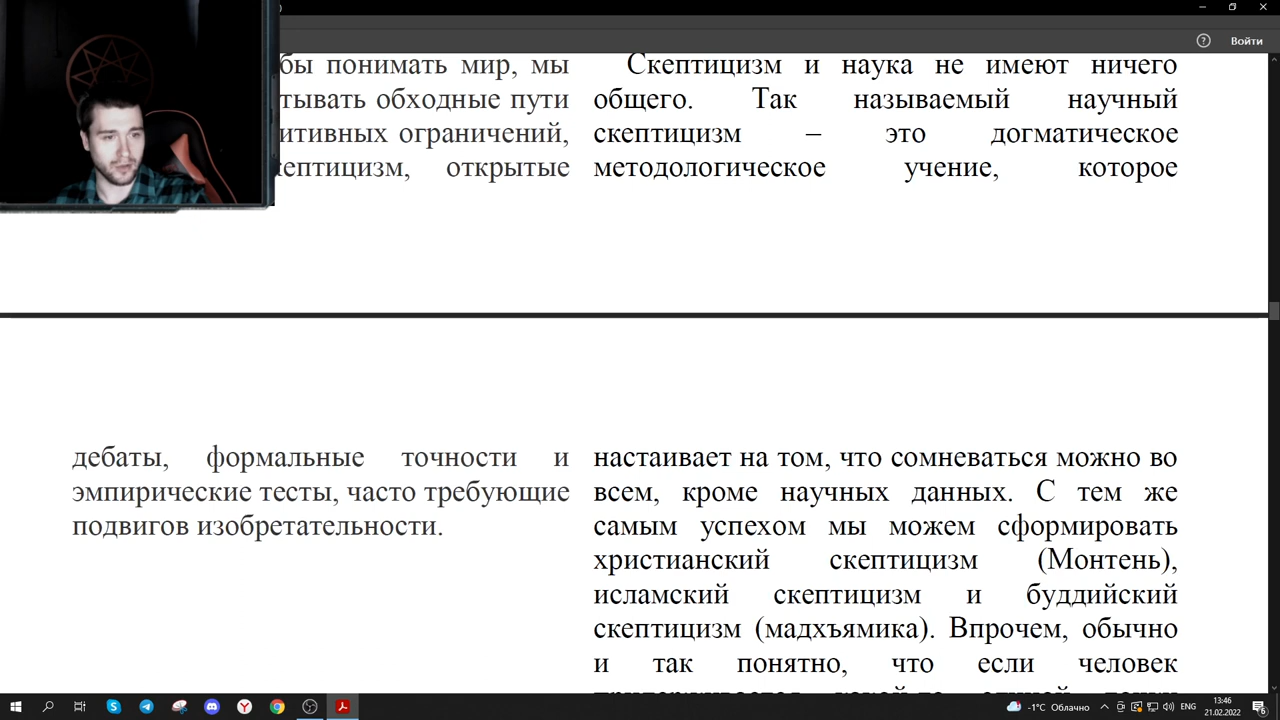 Войти
бы понимать мир, мы
тывать обходные пути
итивных ограничений,
кептицизм, открытые
дебаты, формальные точности и
эмпирические тесты, часто требующие
подвигов изобретательности.
Скептицизм и наука не имеют ничего
общего. Так называемый научный
скептицизм – это догматическое
методологическое учение, которое
настаивает на том, что сомневаться можно во
всем, кроме научных данных. С тем же
самым успехом мы можем сформировать
христианский скептицизм (Монтень),
исламский скептицизм и буддийский
скептицизм (мадхъямика). Впрочем, обычно
и так понятно, что если человек
-1°C Облачно
ENG
13:46
21.02.2022
6